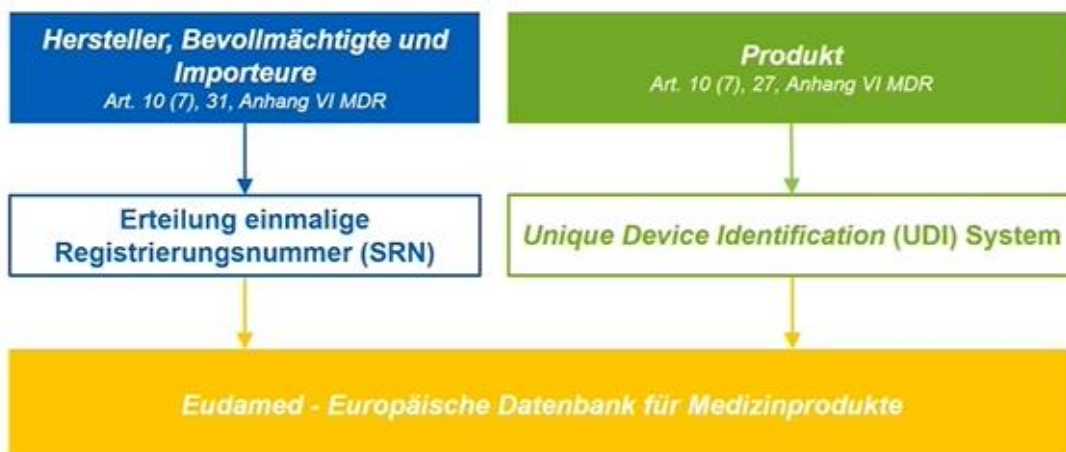 Hersteller, Bevollmächtigte und
Importeure
Art. 10 (7), 31, Anhang VI MDR
Produkt
Art. 10 (7), 27, Anhang VI MDR
Erteilung einmalige
Registrierungsnummer (SRN)
Unique Device Identification (UDI) System
Eudamed - Europäische Datenbank für Medizinprodukte